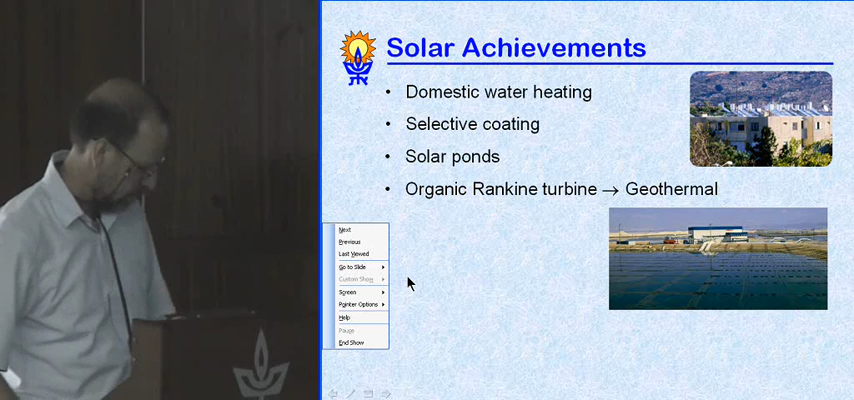 Solar Achievements
• Domestic water heating
• Selective coating
• Solar ponds
• Organic Rankine turbine → Geothermal
Next
Previous
Last Viewed
Go to Slide
Custom Show
Screen
Pointer Options
Help
Pause
End Show